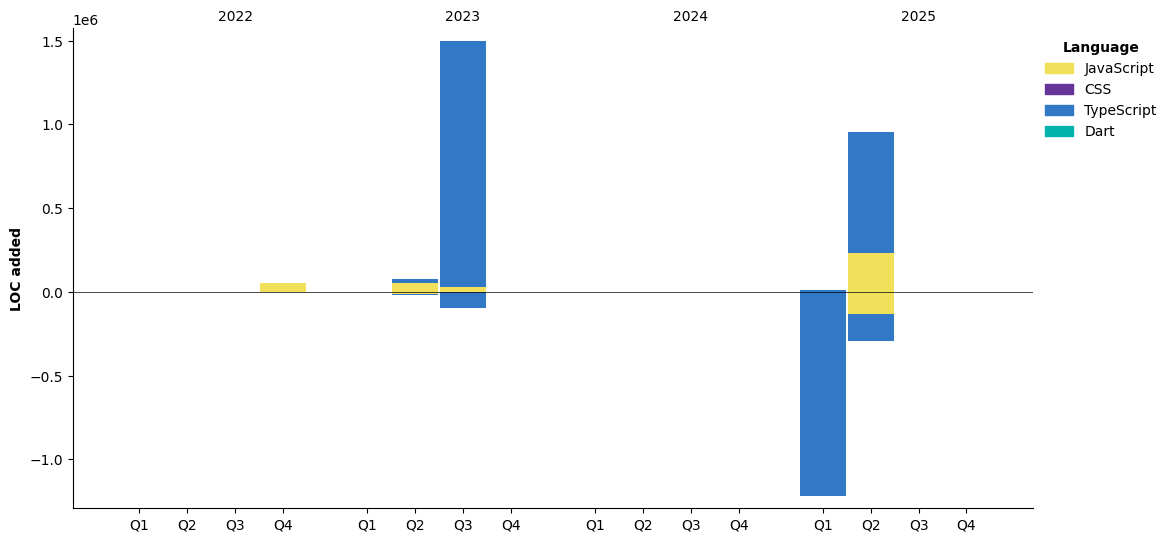 1e6
2022 2023 2024 2025
Language
JavaScript
CSS
TypeScript
Dart
LOC added
1.5
1.0
0.5
0.0
−0.5
−1.0
Q1 Q2 Q3 Q4 Q1 Q2 Q3 Q4 Q1 Q2 Q3 Q4 Q1 Q2 Q3 Q4